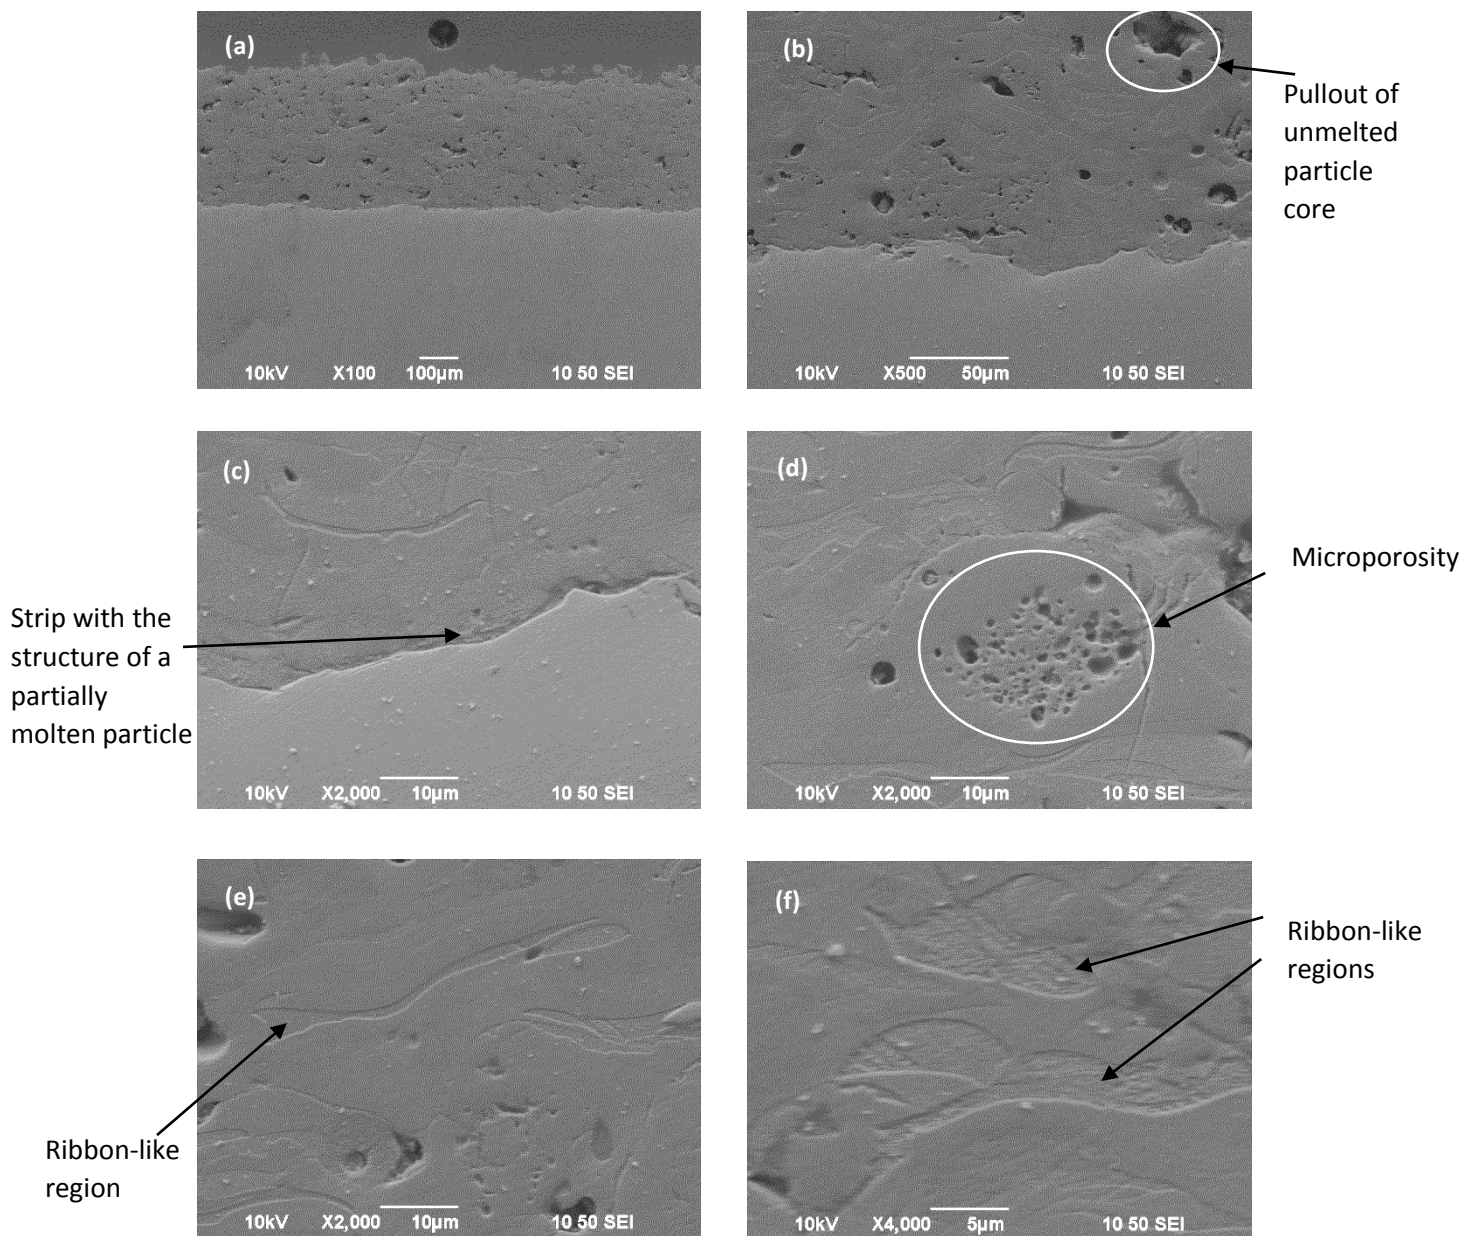 (a)
10kV X100 100µm 10 50 SEI
(b)
10kV X500 50µm 10 50 SEI
Pullout of
unmelted
particle
core
(c)
10kV X2,000 10µm 10 50 SEI
Strip with the
structure of a
partially
molten particle
(d)
10kV X2,000 10µm 10 50 SEI
Microporosity
(e)
10kV X2,000 10µm 10 50 SEI
Ribbon-like
region
(f)
10kV X4,000 5µm 10 50 SEI
Ribbon-like
regions